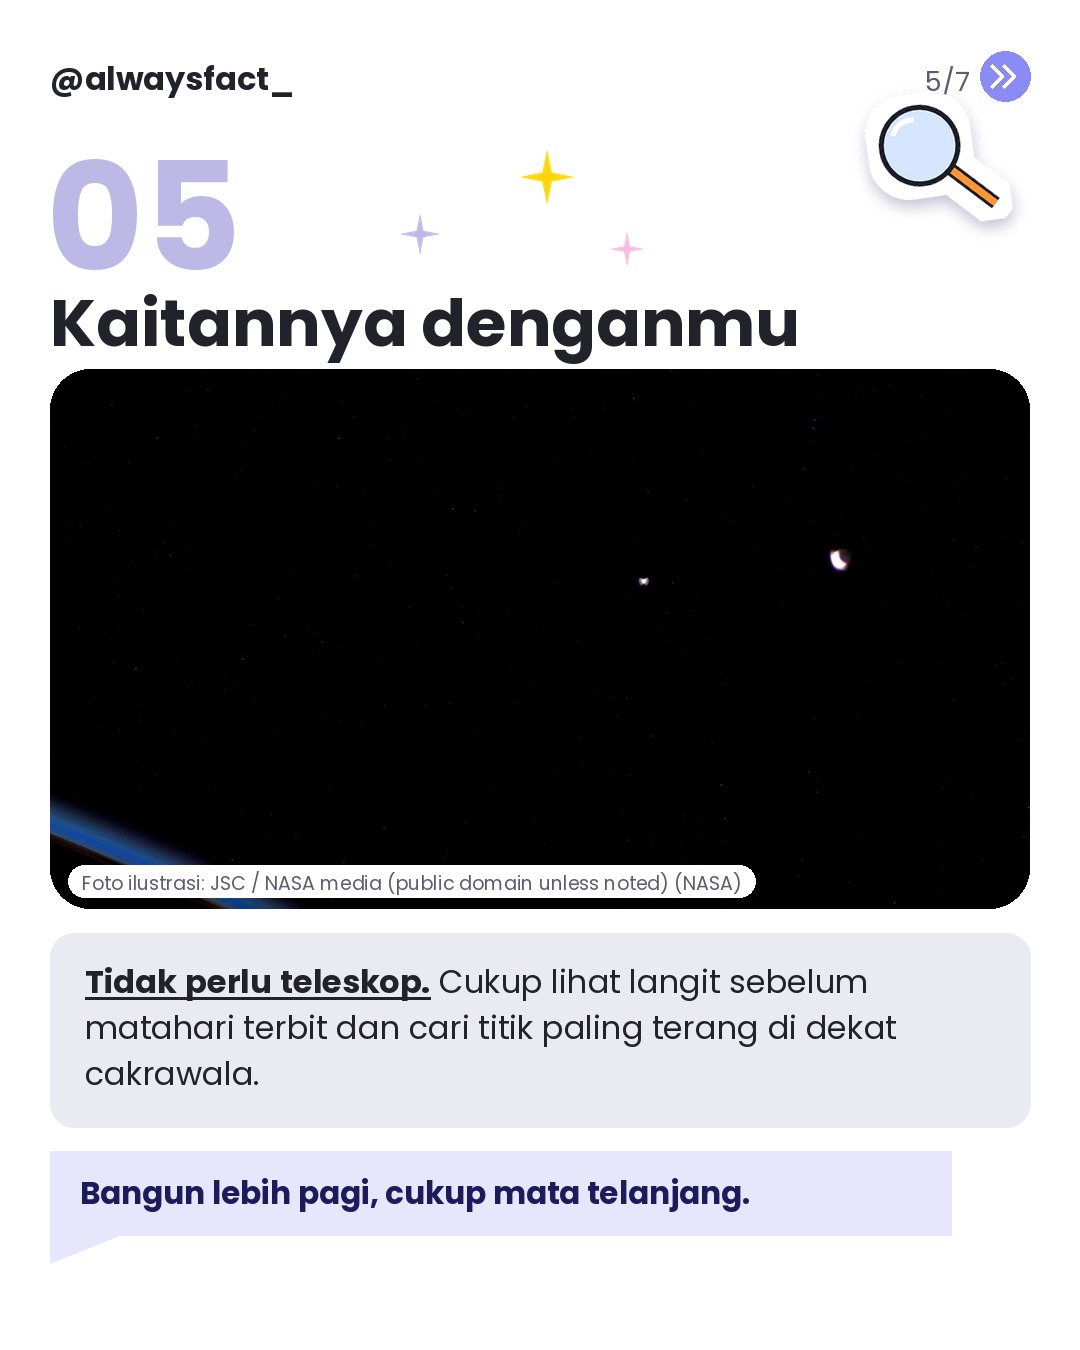 @alwaysfact_
5/7
05
Kaitannya denganmu
Foto ilustrasi: JSC / NASA media (public domain unless noted) (NASA)
Tidak perlu teleskop. Cukup lihat langit sebelum
matahari terbit dan cari titik paling terang di dekat
cakrawala.
Bangun lebih pagi, cukup mata telanjang.